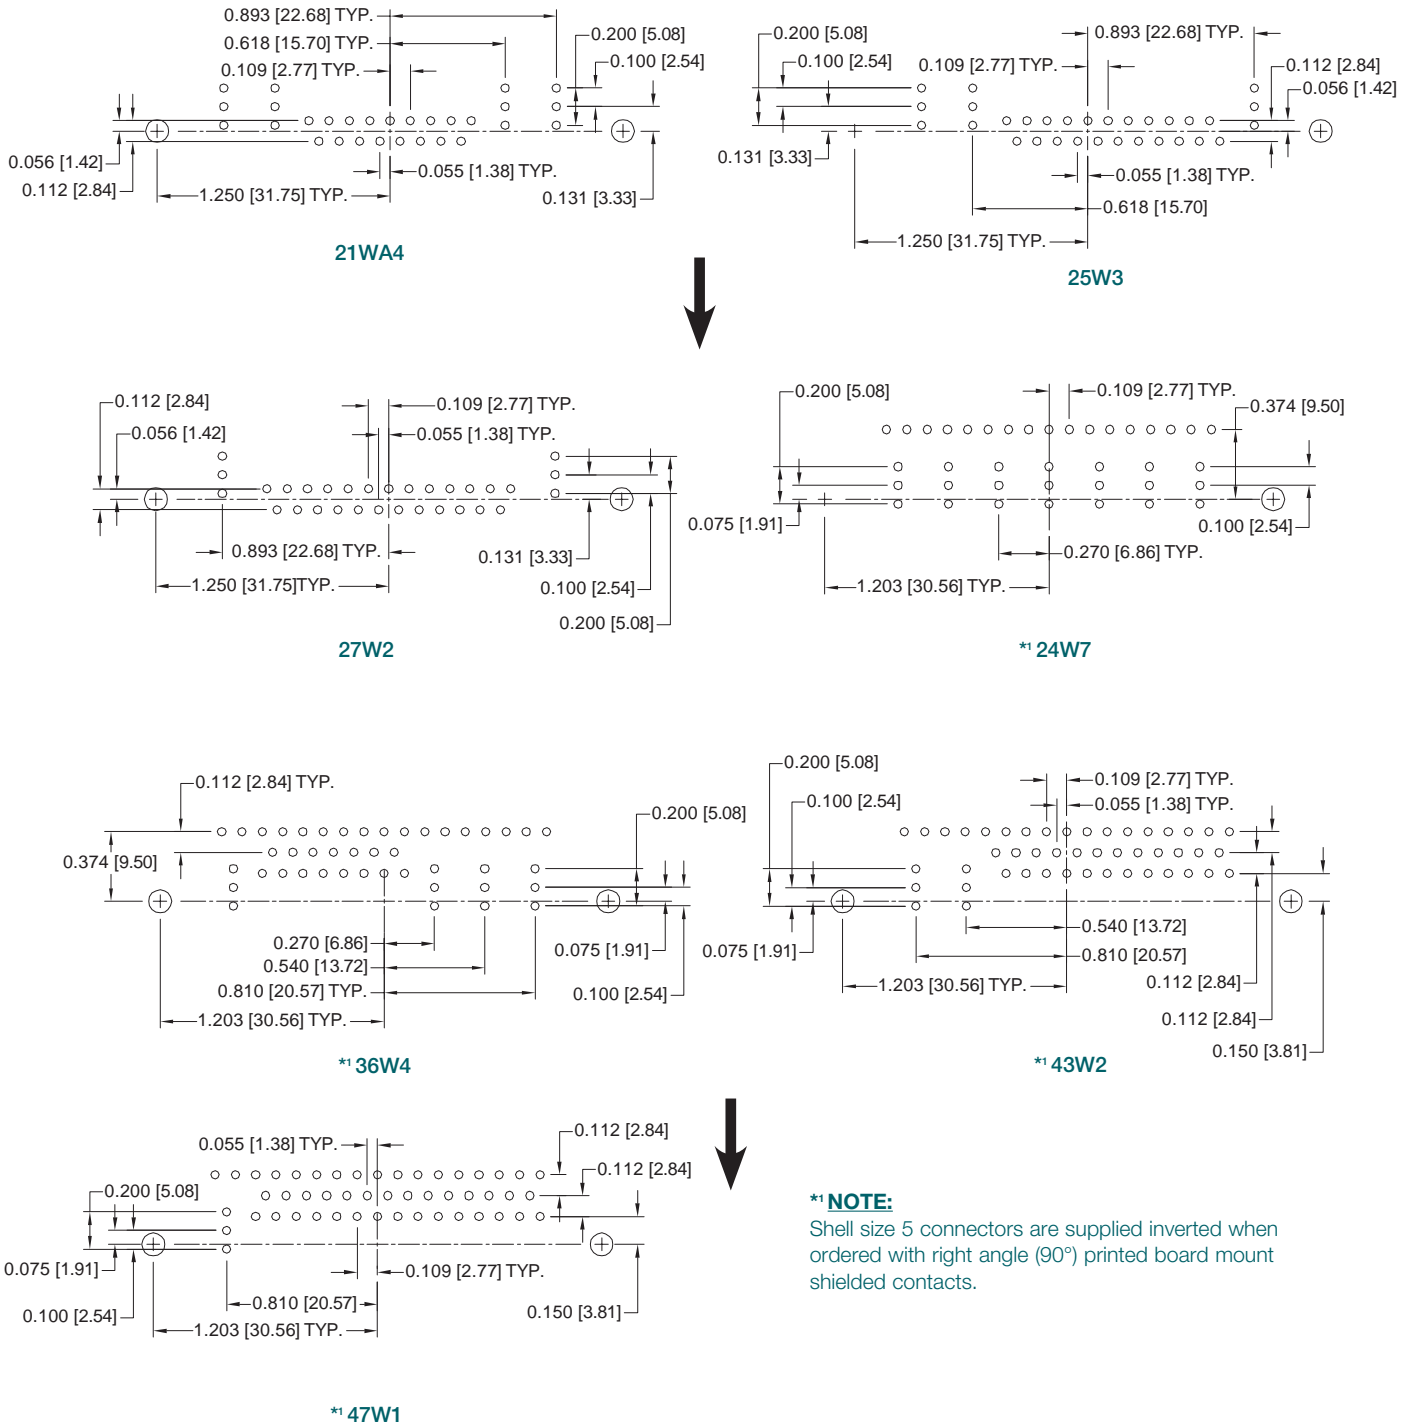 0.893 [22.68] TYP.
0.618 [15.70] TYP.
0.109 [2.77] TYP.
0.200 [5.08]
0.100 [2.54]
0.056 [1.42]
0.112 [2.84]
0.055 [1.38] TYP.
1.250 [31.75] TYP.
0.131 [3.33]
21WA4
0.200 [5.08]
0.100 [2.54]
0.109 [2.77] TYP.
0.893 [22.68] TYP.
0.112 [2.84]
0.056 [1.42]
0.131 [3.33]
0.055 [1.38] TYP.
0.618 [15.70]
1.250 [31.75] TYP.
25W3
0.112 [2.84]
0.056 [1.42]
0.109 [2.77] TYP.
0.055 [1.38] TYP.
0.893 [22.68] TYP.
1.250 [31.75]TYP.
0.131 [3.33]
0.100 [2.54]
0.200 [5.08]
27W2
0.200 [5.08]
0.109 [2.77] TYP.
0.374 [9.50]
0.075 [1.91]
0.100 [2.54]
0.270 [6.86] TYP.
1.203 [30.56] TYP.
*¹ 24W7
0.112 [2.84] TYP.
0.200 [5.08]
0.374 [9.50]
0.270 [6.86]
0.540 [13.72]
0.810 [20.57] TYP.
1.203 [30.56] TYP.
0.075 [1.91]
0.100 [2.54]
*¹ 36W4
0.200 [5.08]
0.100 [2.54]
0.109 [2.77] TYP.
0.055 [1.38] TYP.
0.075 [1.91]
0.540 [13.72]
0.810 [20.57]
1.203 [30.56] TYP.
0.112 [2.84]
0.112 [2.84]
0.150 [3.81]
*¹ 43W2
0.055 [1.38] TYP.
0.112 [2.84]
0.112 [2.84]
0.200 [5.08]
0.075 [1.91]
0.100 [2.54]
0.109 [2.77] TYP.
0.810 [20.57]
1.203 [30.56] TYP.
0.150 [3.81]
*¹ 47W1
*¹ NOTE:
Shell size 5 connectors are supplied inverted when
ordered with right angle (90°) printed board mount
shielded contacts.